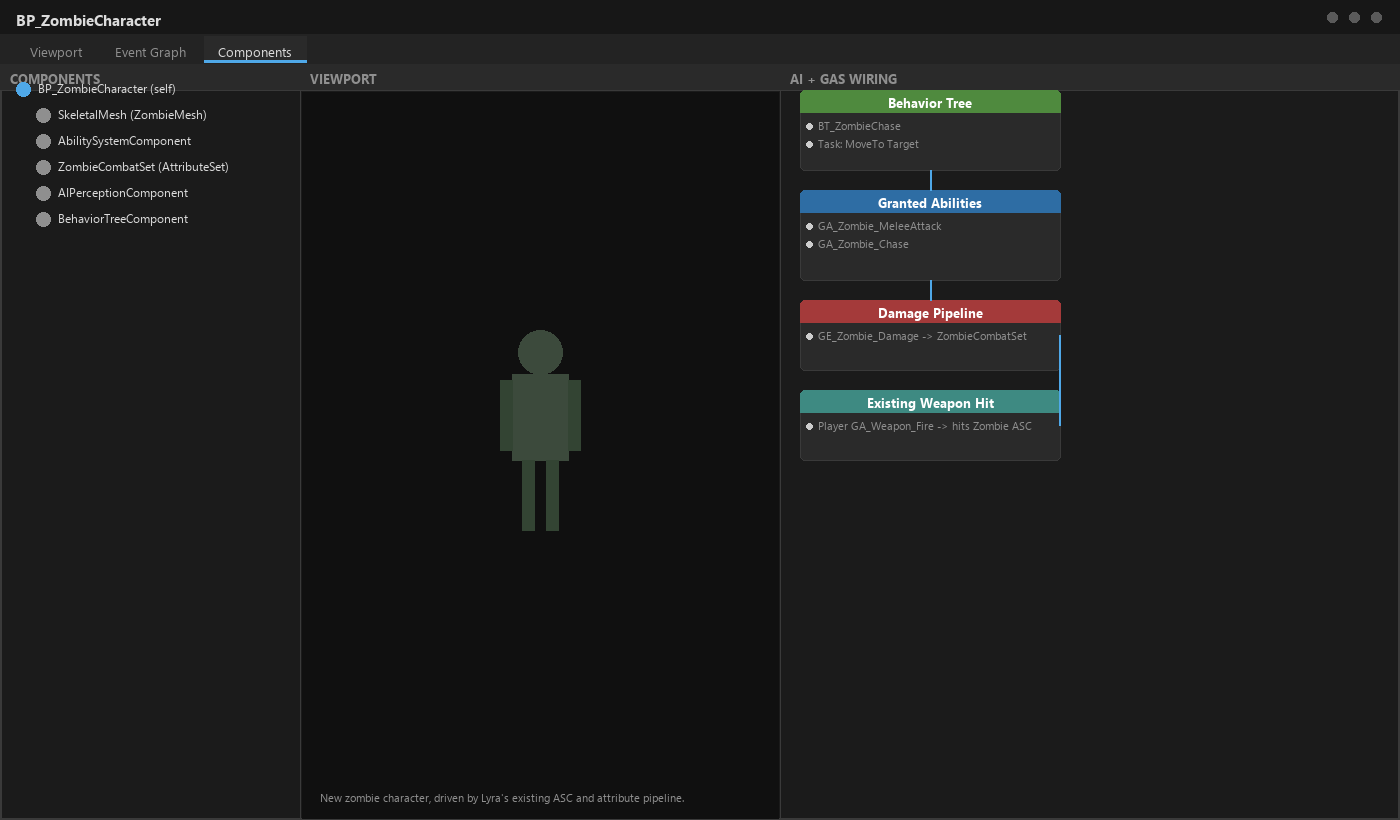 BP_ZombieCharacter
Viewport
Event Graph
Components
COMPONENTS
BP_ZombieCharacter (self)
SkeletalMesh (ZombieMesh)
AbilitySystemComponent
ZombieCombatSet (AttributeSet)
AIPerceptionComponent
BehaviorTreeComponent
VIEWPORT
New zombie character, driven by Lyra's existing ASC and attribute pipeline.
AI + GAS WIRING
Behavior Tree
BT_ZombieChase
Task: MoveTo Target
Granted Abilities
GA_Zombie_MeleeAttack
GA_Zombie_Chase
Damage Pipeline
GE_Zombie_Damage -> ZombieCombatSet
Existing Weapon Hit
Player GA_Weapon_Fire -> hits Zombie ASC